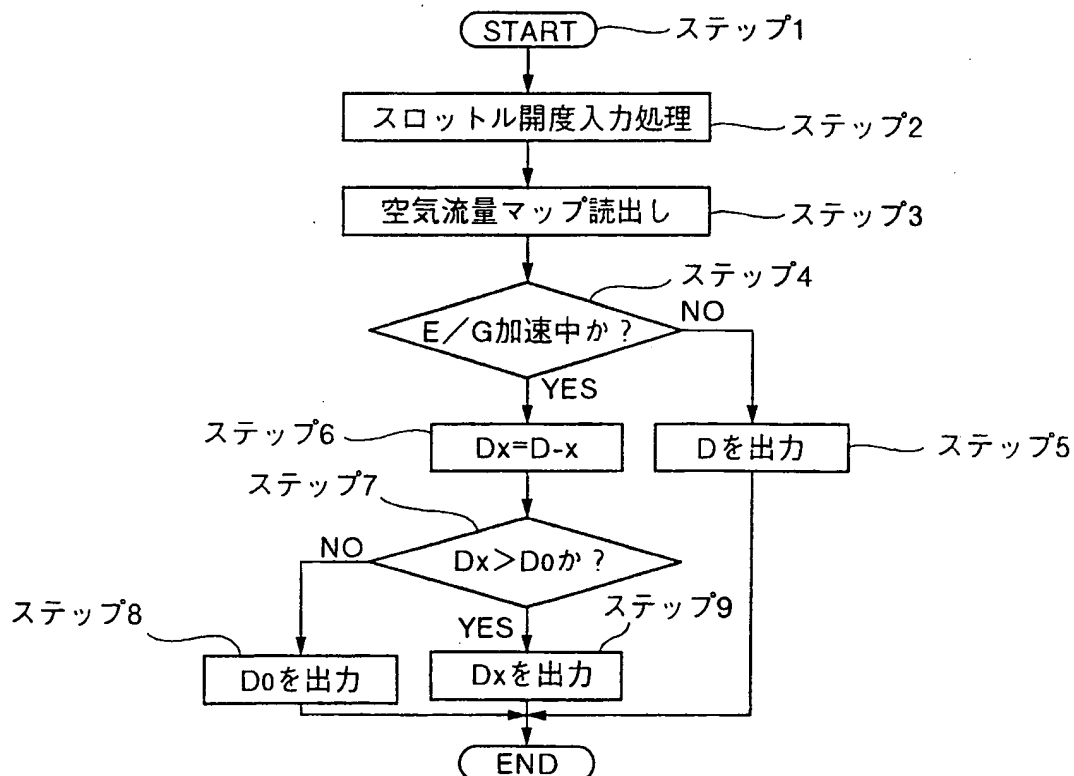 START
ステップ1
スロットル開度入力処理
ステップ2
空気流量マップ読出し
ステップ3
ステップ4
E／G加速中か？
NO
YES
ステップ6
Dx=D-x
Dを出力
ステップ5
ステップ7
NO
Dx＞D0か？
ステップ8
YES
ステップ9
D0を出力
Dxを出力
END